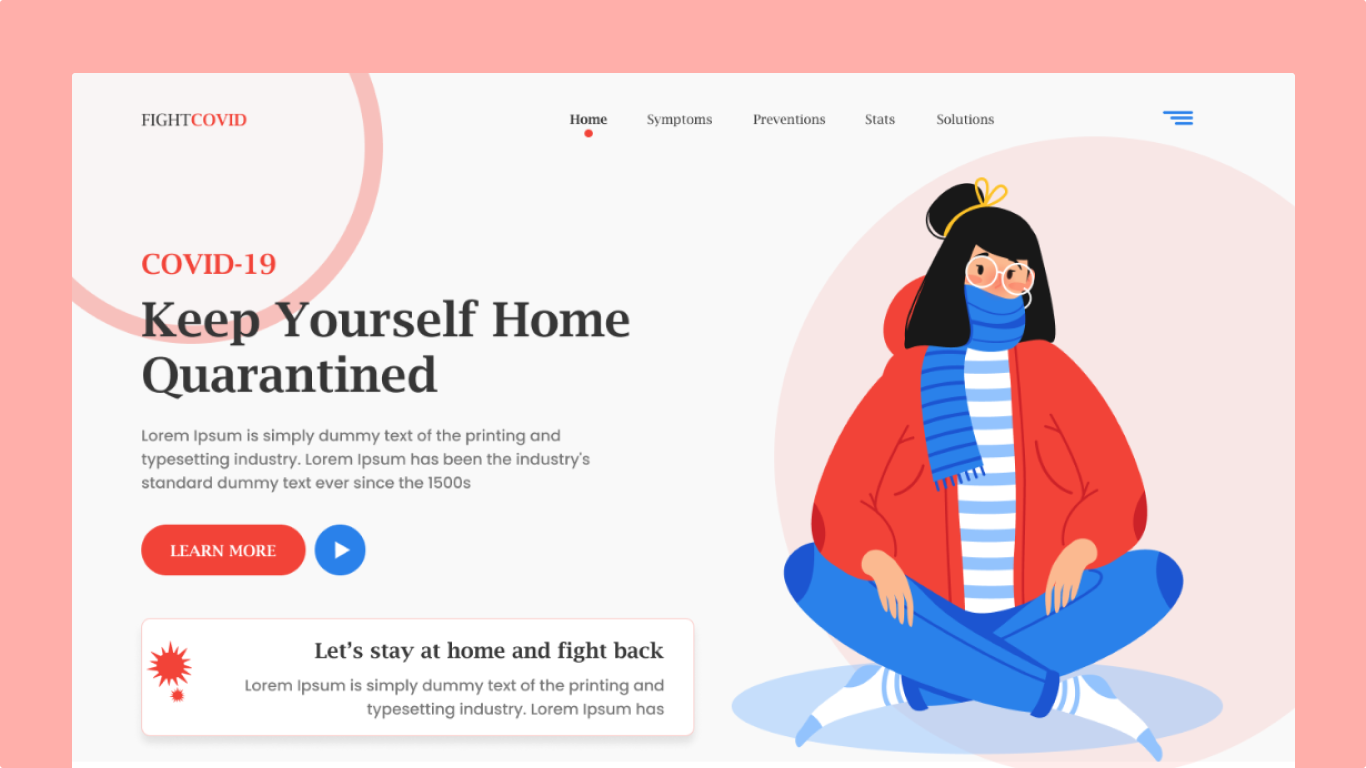 FIGHTCOVID
Home Symptoms Preventions Stats Solutions
COVID-19
Keep Yourself Home
Quarantined
Lorem Ipsum is simply dummy text of the printing and
typesetting industry. Lorem Ipsum has been the industry's
standard dummy text ever since the 1500s
LEARN MORE
Let’s stay at home and fight back
Lorem Ipsum is simply dummy text of the printing and
typesetting industry. Lorem Ipsum has